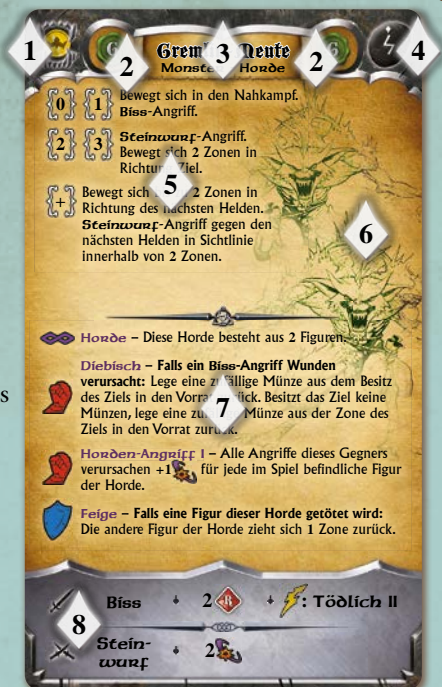 1 2 3 2 4
Meute
Monster Horde
{0} {1} Bewegt sich in den Nahkampf.
Biss-Angriff.
{2} {3} Steinwurf-Angriff.
Bewegt sich 2 Zonen in
Richtung Ziel.
5
{+} Bewegt sich 2 Zonen in
Richtung des nächsten Helden.
Steinwurf-Angriff gegen den
nächsten Helden in Sichtlinie
innerhalb von 2 Zonen.
6
Horde – Diese Horde besteht aus 2 Figuren.
Diebisch – Falls ein Biss-Angriff Wunden
verursacht: Lege eine zufällige Münze aus dem Besitz
des Ziels in den Vorrat zurück. Besitzt das Ziel keine
Münzen, lege eine Münze aus der Zone des
Ziels in den Vorrat zurück.
7
Horden-Angriff I – Alle Angriffe dieses Gegners
verursachen +1 für jede im Spiel befindliche Figur
der Horde.
Feige – Falls eine Figur dieser Horde getötet wird:
Die andere Figur der Horde zieht sich 1 Zone zurück.
8
Biss 2 R : Tödlich II
Stein-
wurf 2
s